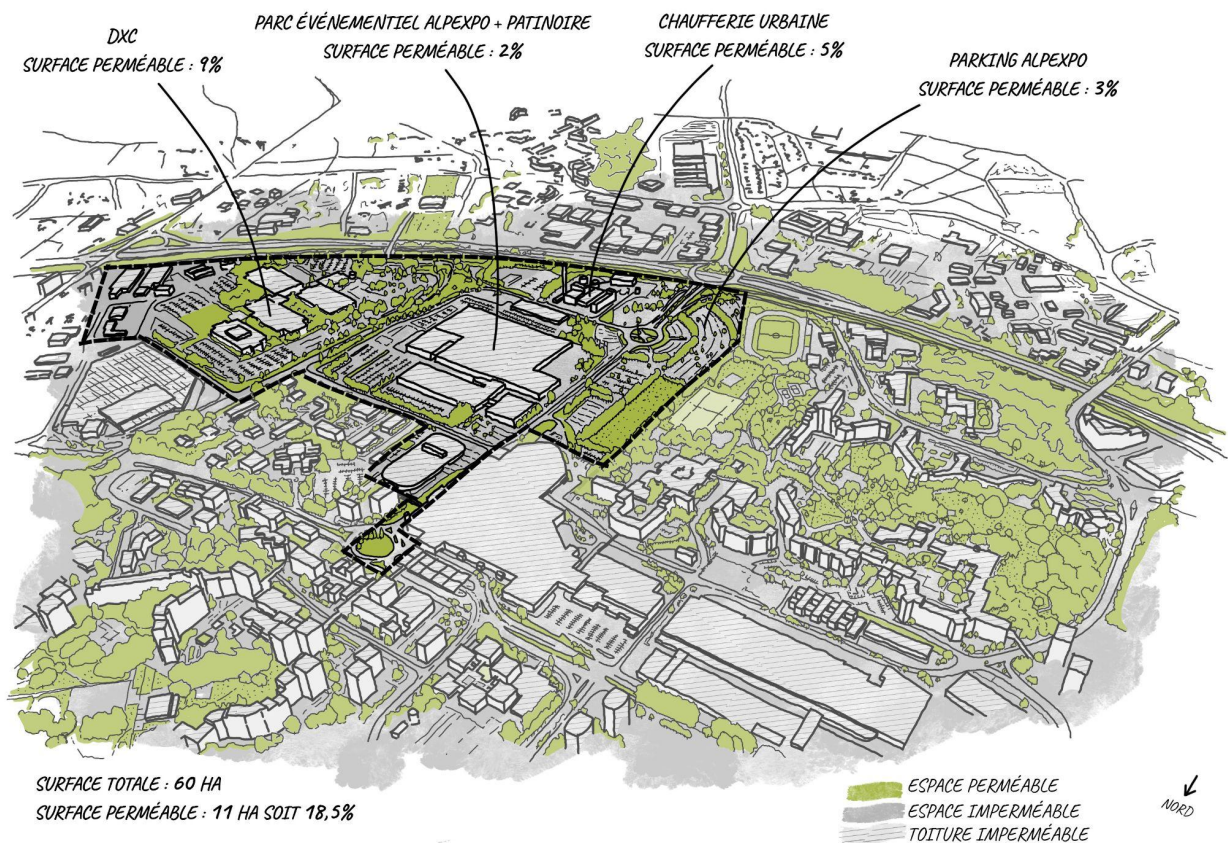 DXC
SURFACE PERMÉABLE : 9%
PARC ÉVÉNEMENTIEL ALPEXPO + PATINOIRE
SURFACE PERMÉABLE : 2%
CHAUFFERIE URBAINE
SURFACE PERMÉABLE : 5%
PARKING ALPEXPO
SURFACE PERMÉABLE : 3%
SURFACE TOTALE : 60 HA
SURFACE PERMÉABLE : 11 HA SOIT 18,5%
ESPACE PERMÉABLE
ESPACE IMPERMÉABLE
TOITURE IMPERMÉABLE
NORD